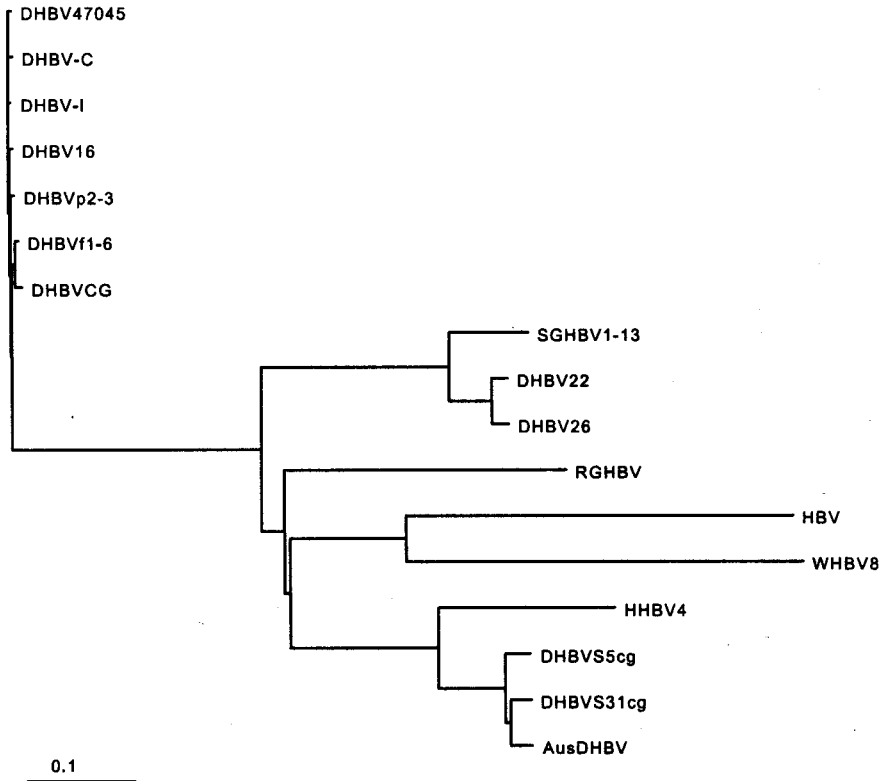 DHBV47045
DHBV-C
DHBV-I
DHBV16
DHBVp2-3
DHBVf1-6
DHBVCG
SGHBV1-13
DHBV22
DHBV26
RGHBV
HBV
WHBV8
HHBV4
DHBVS5cg
DHBVS31cg
AusDHBV
0.1